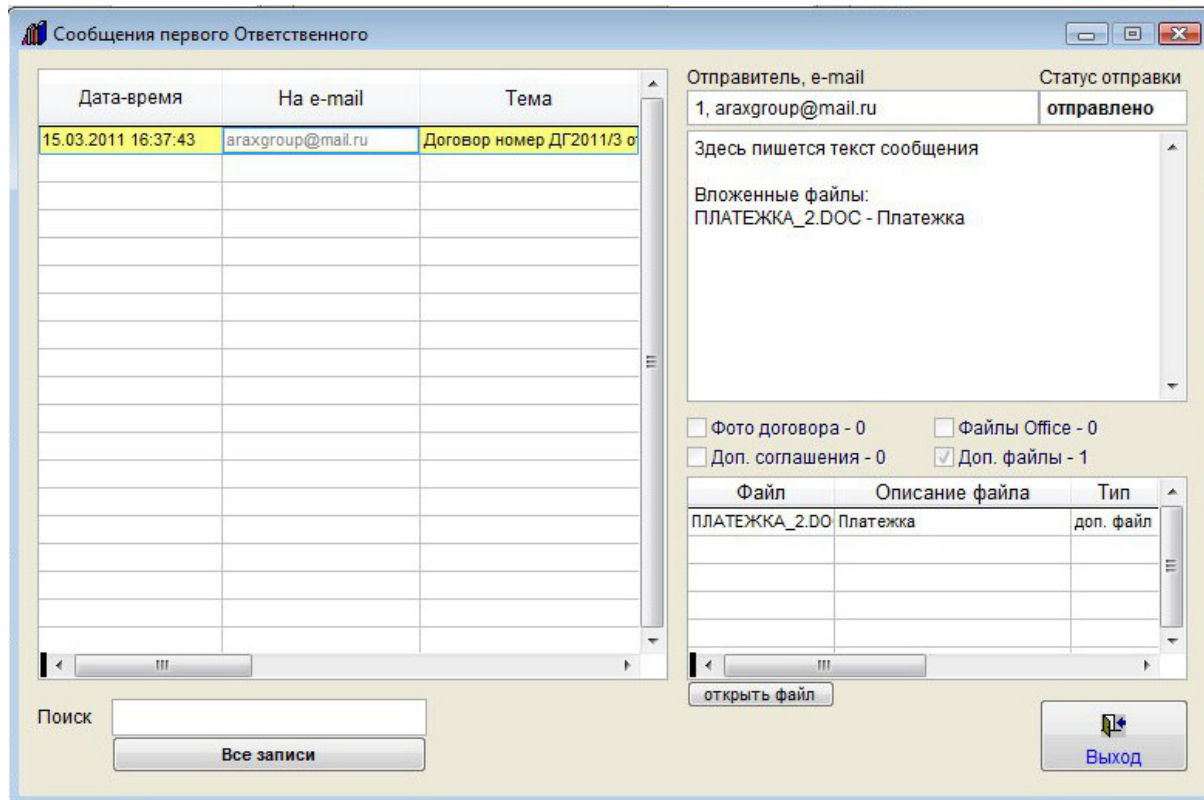 Сообщения первого Ответственного
Дата-время На e-mail Тема
15.03.2011 16:37:43 araxgroup@mail.ru Договор номер ДГ2011/3 от
Отправитель, e-mail Статус отправки
1, araxgroup@mail.ru отправлено
Здесь пишется текст сообщения
Вложенные файлы:
ПЛАТЕЖКА_2.DOC - Платежка
Фото договора - 0 Файлы Office - 0
Доп. соглашения - 0 Доп. файлы - 1
Файл Описание файла Тип
ПЛАТЕЖКА_2.DO Платежка доп. файл
открыть файл
Поиск
Все записи
Выход